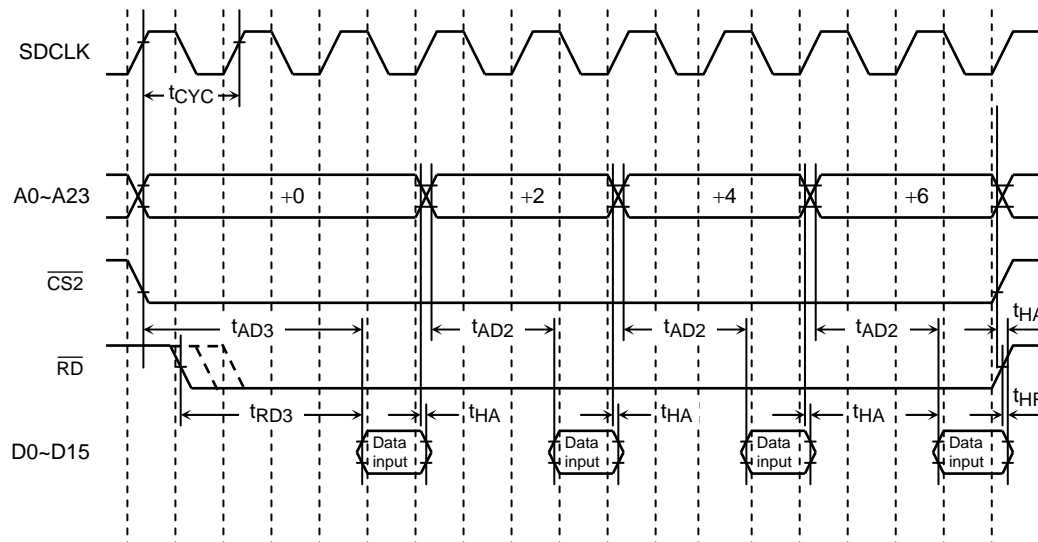 SDCLK
tCYC
A0~A23
+0
+2
+4
+6
CS2
tAD3
tAD2
tAD2
tAD2
tHA
RD
tRD3
tHA
tHA
tHA
D0~D15
Data
input
Data
input
Data
input
Data
input